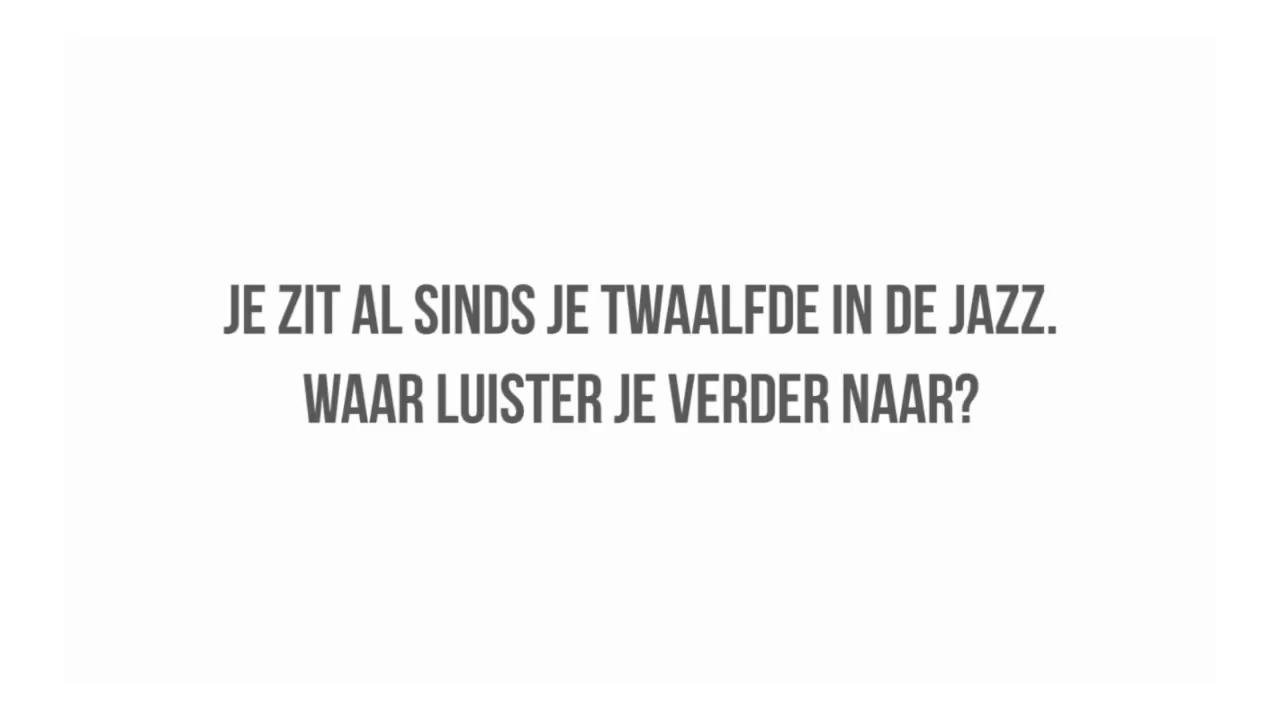 JE ZIT AL SINDS JE TWAALFDE IN DE JAZZ.
WAAR LUISTER JE VERDER NAAR?